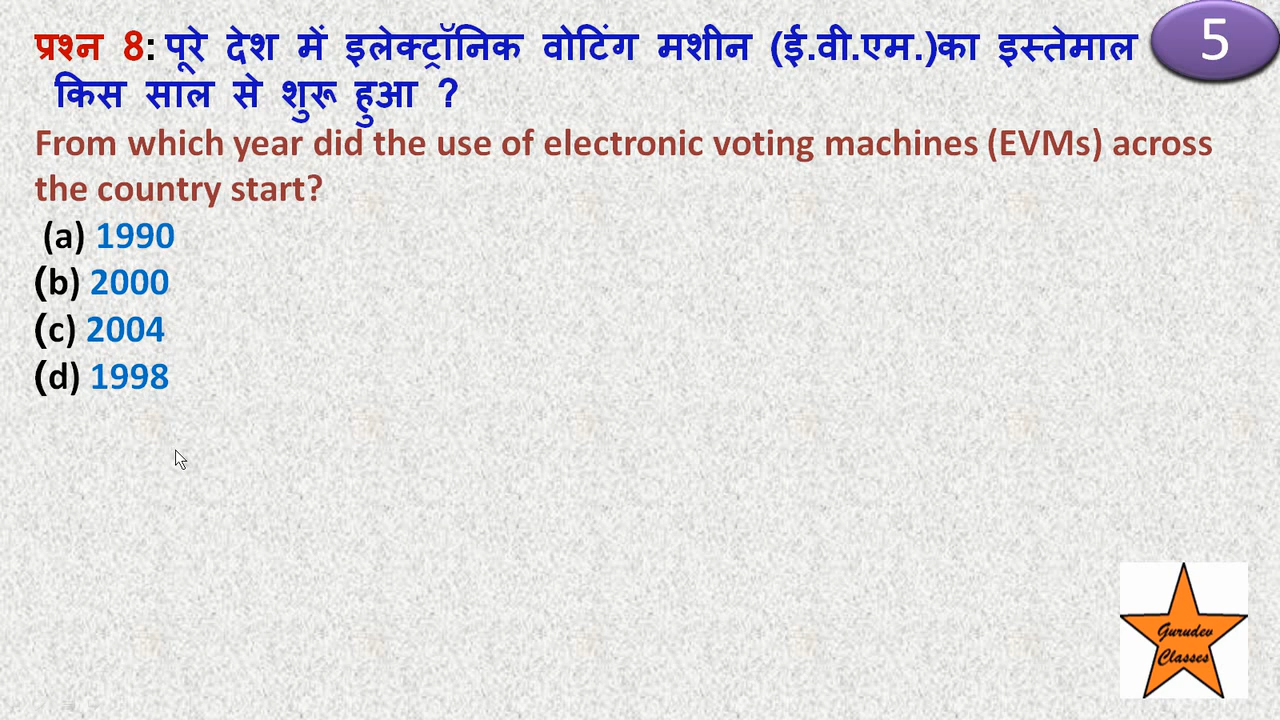 प्रश्न 8: पूरे देश में इलेक्ट्रॉनिक वोटिंग मशीन (ई.वी.एम.)का इस्तेमाल
किस साल से शुरू हुआ ?
5
From which year did the use of electronic voting machines (EVMs) across
the country start?
(a) 1990
(b) 2000
(c) 2004
(d) 1998
Gurudev
Classes